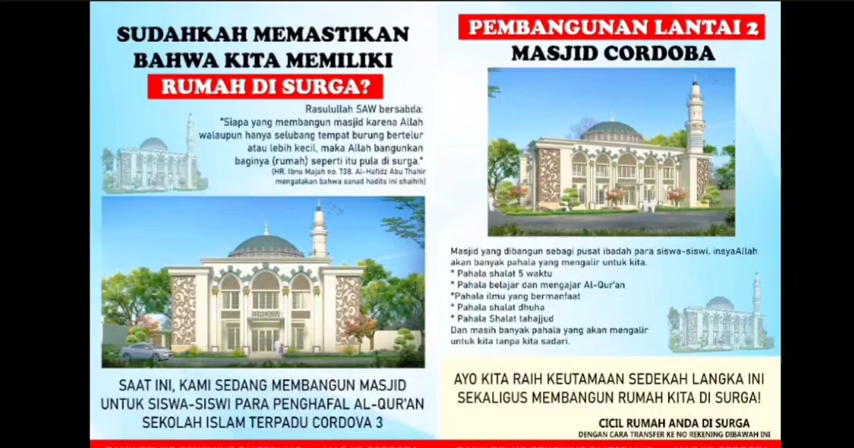 SUDAHKAH MEMASTIKAN
BAHWA KITA MEMILIKI
RUMAH DI SURGA?
Rasulullah SAW bersabda:
"Siapa yang membangun masjid karena Allah
walaupun hanya selubang tempat burung bertelur
atau lebih kecil, maka Allah bangunkan
baginya (rumah) seperti itu pula di surga."
(HR. Ibnu Majah no. 738. Al-Hafidz Abu Thahir
mengatakan bahwa sanad hadits ini shaihih)
SAAT INI, KAMI SEDANG MEMBANGUN MASJID
UNTUK SISWA-SISWI PARA PENGHAFAL AL-QUR'AN
SEKOLAH ISLAM TERPADU CORDOVA 3
PEMBANGUNAN LANTAI 2
MASJID CORDOBA
Masjid yang dibangun sebagai pusat ibadah para siswa-siswi, insyaAllah
akan banyak pahala yang mengalir untuk kita.
* Pahala shalat 5 waktu
* Pahala belajar dan mengajar Al-Qur'an
*Pahala ilmu yang bermanfaat
* Pahala shalat dhuha
* Pahala Shalat tahajjud
Dan masih banyak pahala yang akan mengalir
untuk kita tanpa kita sadari.
AYO KITA RAIH KEUTAMAAN SEDEKAH LANGKA INI
SEKALIGUS MEMBANGUN RUMAH KITA DI SURGA!
CICIL RUMAH ANDA DI SURGA
DENGAN CARA TRANSFER KE NO REKENING DIBAWAH INI